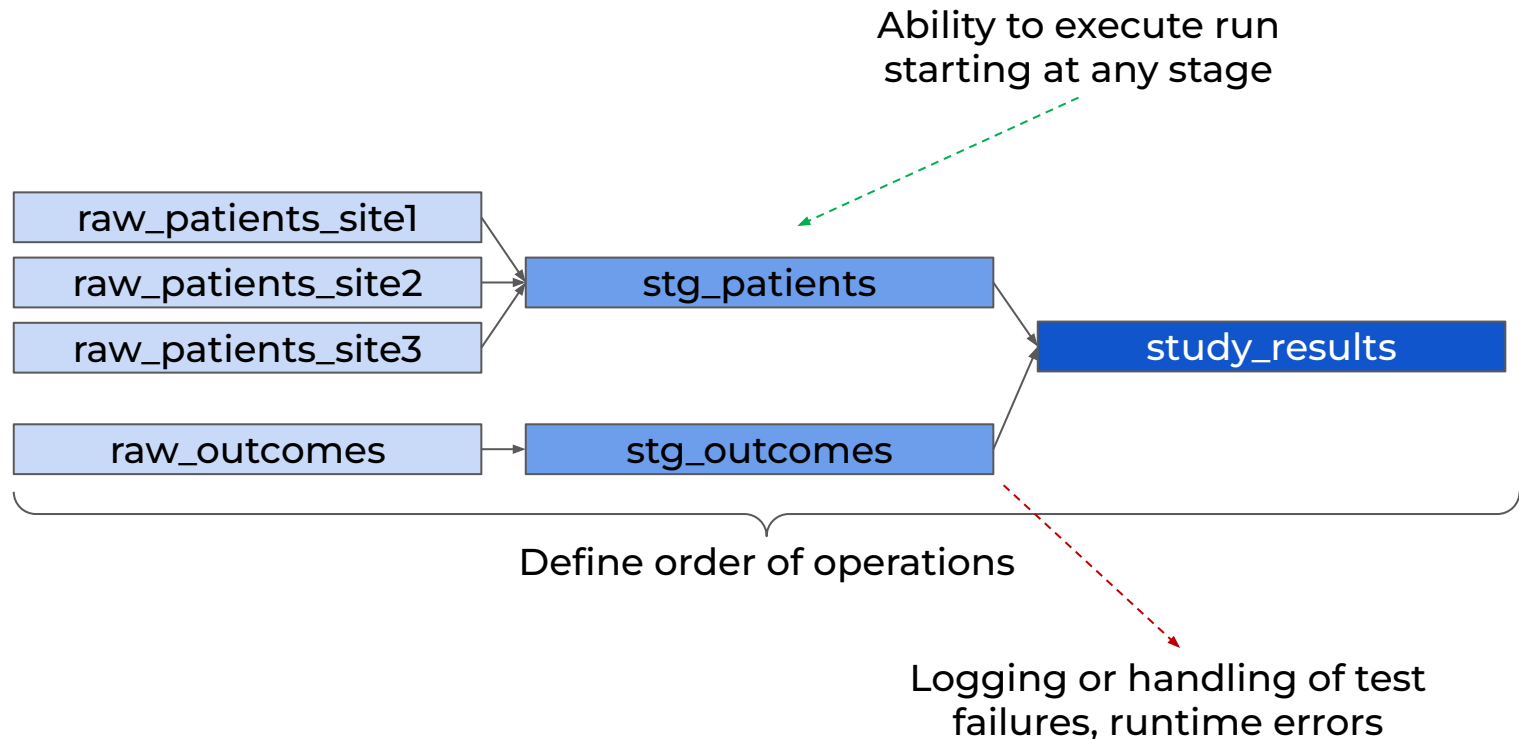 Ability to execute run
starting at any stage
raw_patients_site1
raw_patients_site2
raw_patients_site3
stg_patients
study_results
raw_outcomes
stg_outcomes
Define order of operations
Logging or handling of test
failures, runtime errors